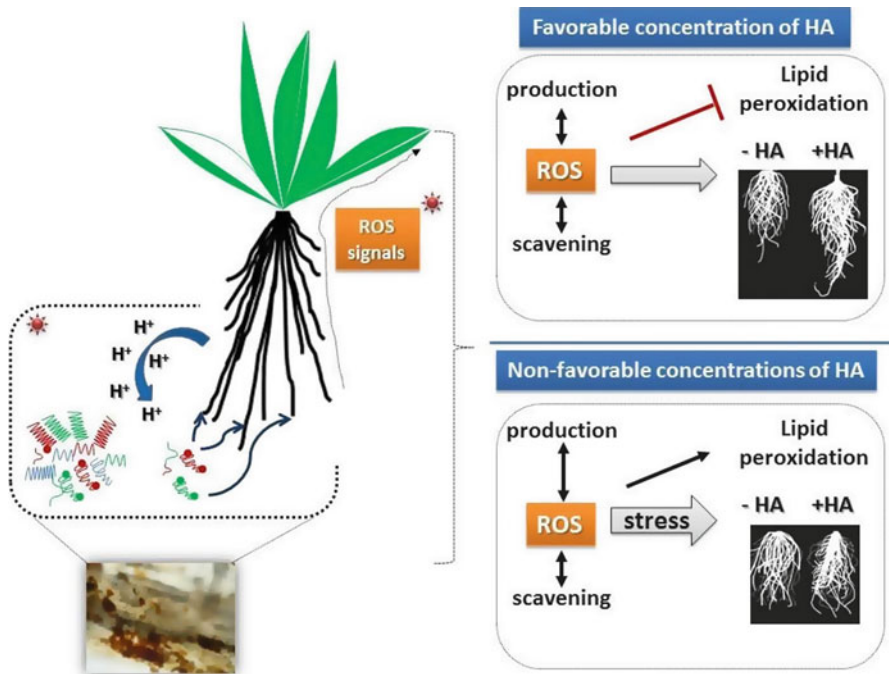 ROS
signals
H⁺
H⁺
H⁺
H⁺
H⁺
Favorable concentration of HA
production
ROS
scavening
Lipid
peroxidation
- HA +HA
Non-favorable concentrations of HA
production
ROS
scavening
stress
Lipid
peroxidation
- HA +HA